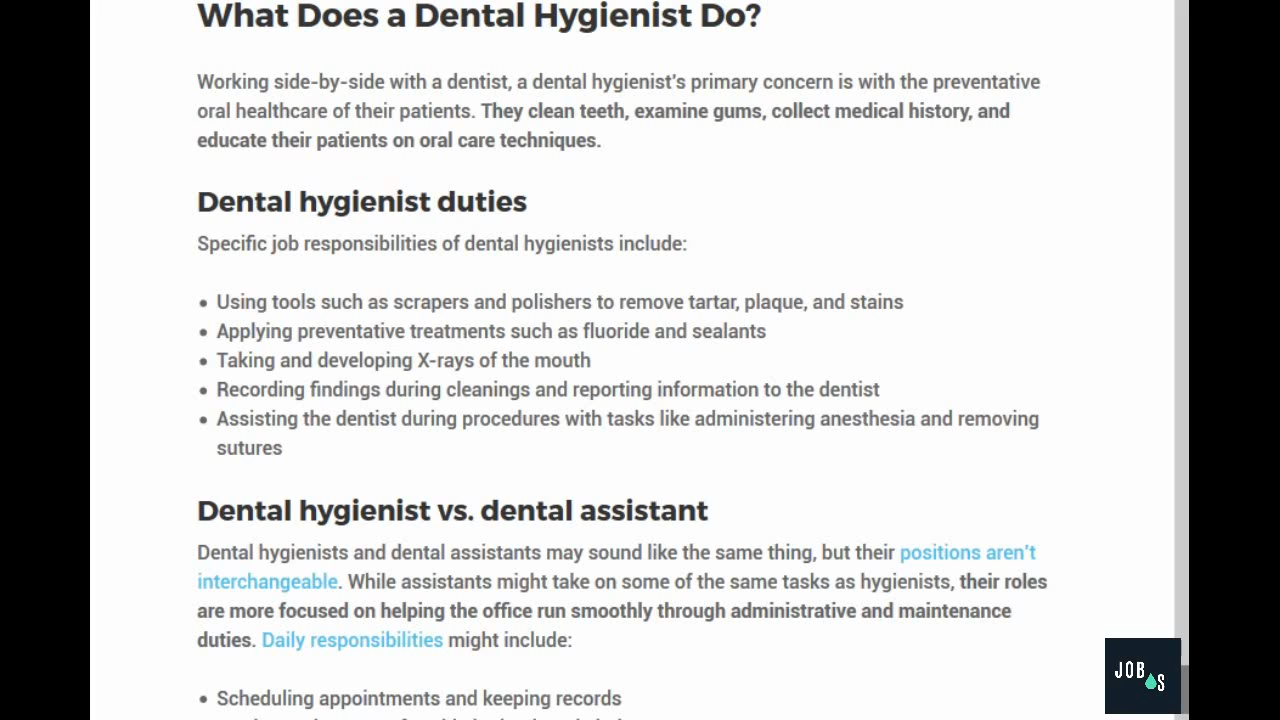 What Does a Dental Hygienist Do?
Working side-by-side with a dentist, a dental hygienist's primary concern is with the preventative
oral healthcare of their patients. They clean teeth, examine gums, collect medical history, and
educate their patients on oral care techniques.
Dental hygienist duties
Specific job responsibilities of dental hygienists include:
• Using tools such as scrapers and polishers to remove tartar, plaque, and stains
• Applying preventative treatments such as fluoride and sealants
• Taking and developing X-rays of the mouth
• Recording findings during cleanings and reporting information to the dentist
• Assisting the dentist during procedures with tasks like administering anesthesia and removing
sutures
Dental hygienist vs. dental assistant
Dental hygienists and dental assistants may sound like the same thing, but their positions aren't
interchangeable. While assistants might take on some of the same tasks as hygienists, their roles
are more focused on helping the office run smoothly through administrative and maintenance
duties. Daily responsibilities might include:
• Scheduling appointments and keeping records
JOB
S